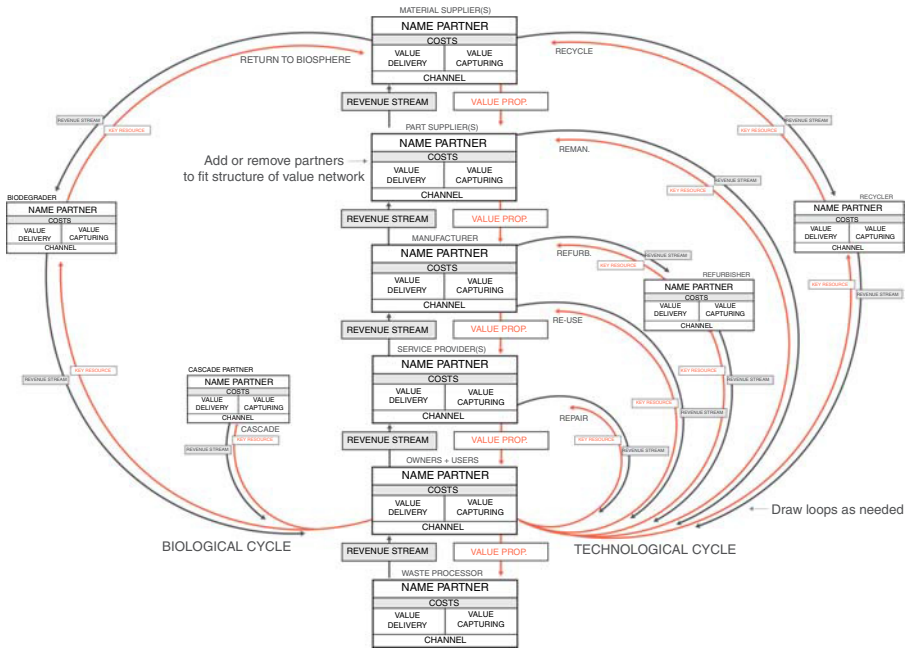 MATERIAL SUPPLIER(S)
NAME PARTNER
COSTS
VALUE DELIVERY
VALUE CAPTURING
CHANNEL
RETURN TO BIOSPHERE
RECYCLE
REVENUE STREAM
VALUE PROP.
REVENUE STREAM
KEY RESOURCE
REVENUE STREAM
KEY RESOURCE
PART SUPPLIER(S)
NAME PARTNER
COSTS
VALUE DELIVERY
VALUE CAPTURING
CHANNEL
Add or remove partners
to fit structure of value network
REMAN.
REVENUE STREAM
KEY RESOURCE
BIODEGRADER
NAME PARTNER
COSTS
VALUE DELIVERY
VALUE CAPTURING
CHANNEL
RECYCLER
NAME PARTNER
COSTS
VALUE DELIVERY
VALUE CAPTURING
CHANNEL
REVENUE STREAM
VALUE PROP.
MANUFACTURER
NAME PARTNER
COSTS
VALUE DELIVERY
VALUE CAPTURING
CHANNEL
REFURB.
REVENUE STREAM
KEY RESOURCE
REFURBISHER
NAME PARTNER
COSTS
VALUE DELIVERY
VALUE CAPTURING
CHANNEL
KEY RESOURCE
REVENUE STREAM
REVENUE STREAM
VALUE PROP.
RE-USE
SERVICE PROVIDER(S)
NAME PARTNER
COSTS
VALUE DELIVERY
VALUE CAPTURING
CHANNEL
KEY RESOURCE
REVENUE STREAM
KEY RESOURCE
REVENUE STREAM
CASCADE PARTNER
NAME PARTNER
COSTS
VALUE DELIVERY
VALUE CAPTURING
CHANNEL
CASCADE
KEY RESOURCE
REVENUE STREAM
KEY RESOURCE
REVENUE STREAM
REPAIR
REVENUE STREAM
VALUE PROP.
KEY RESOURCE
REVENUE STREAM
OWNERS + USERS
NAME PARTNER
COSTS
VALUE DELIVERY
VALUE CAPTURING
CHANNEL
Draw loops as needed
BIOLOGICAL CYCLE
REVENUE STREAM
VALUE PROP.
TECHNOLOGICAL CYCLE
WASTE PROCESSOR
NAME PARTNER
COSTS
VALUE DELIVERY
VALUE CAPTURING
CHANNEL